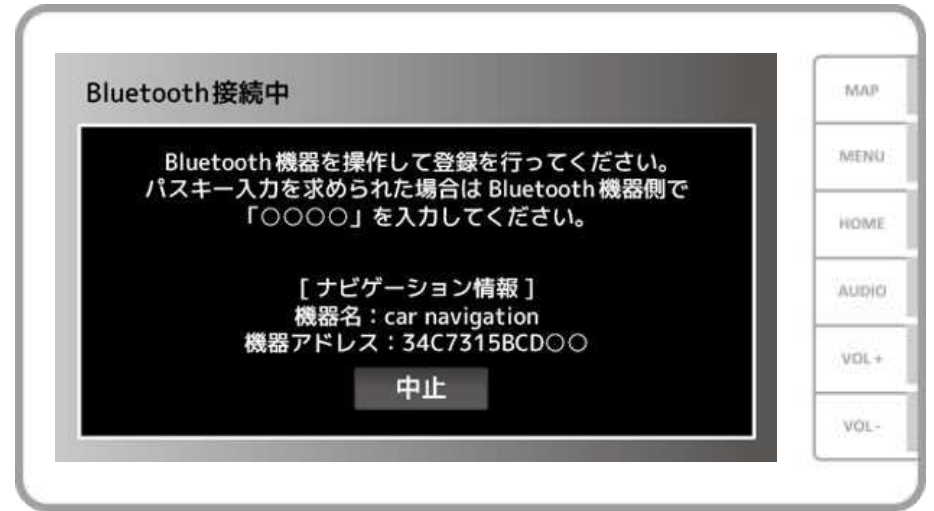 Bluetooth接続中
Bluetooth機器を操作して登録を行ってください。
パスキー入力を求められた場合は Bluetooth機器側で
「○○○○」を入力してください。
[ ナビゲーション情報 ]
機器名：car navigation
機器アドレス：34C7315BCD○○
中止
MAP
MENU
HOME
AUDIO
VOL +
VOL -